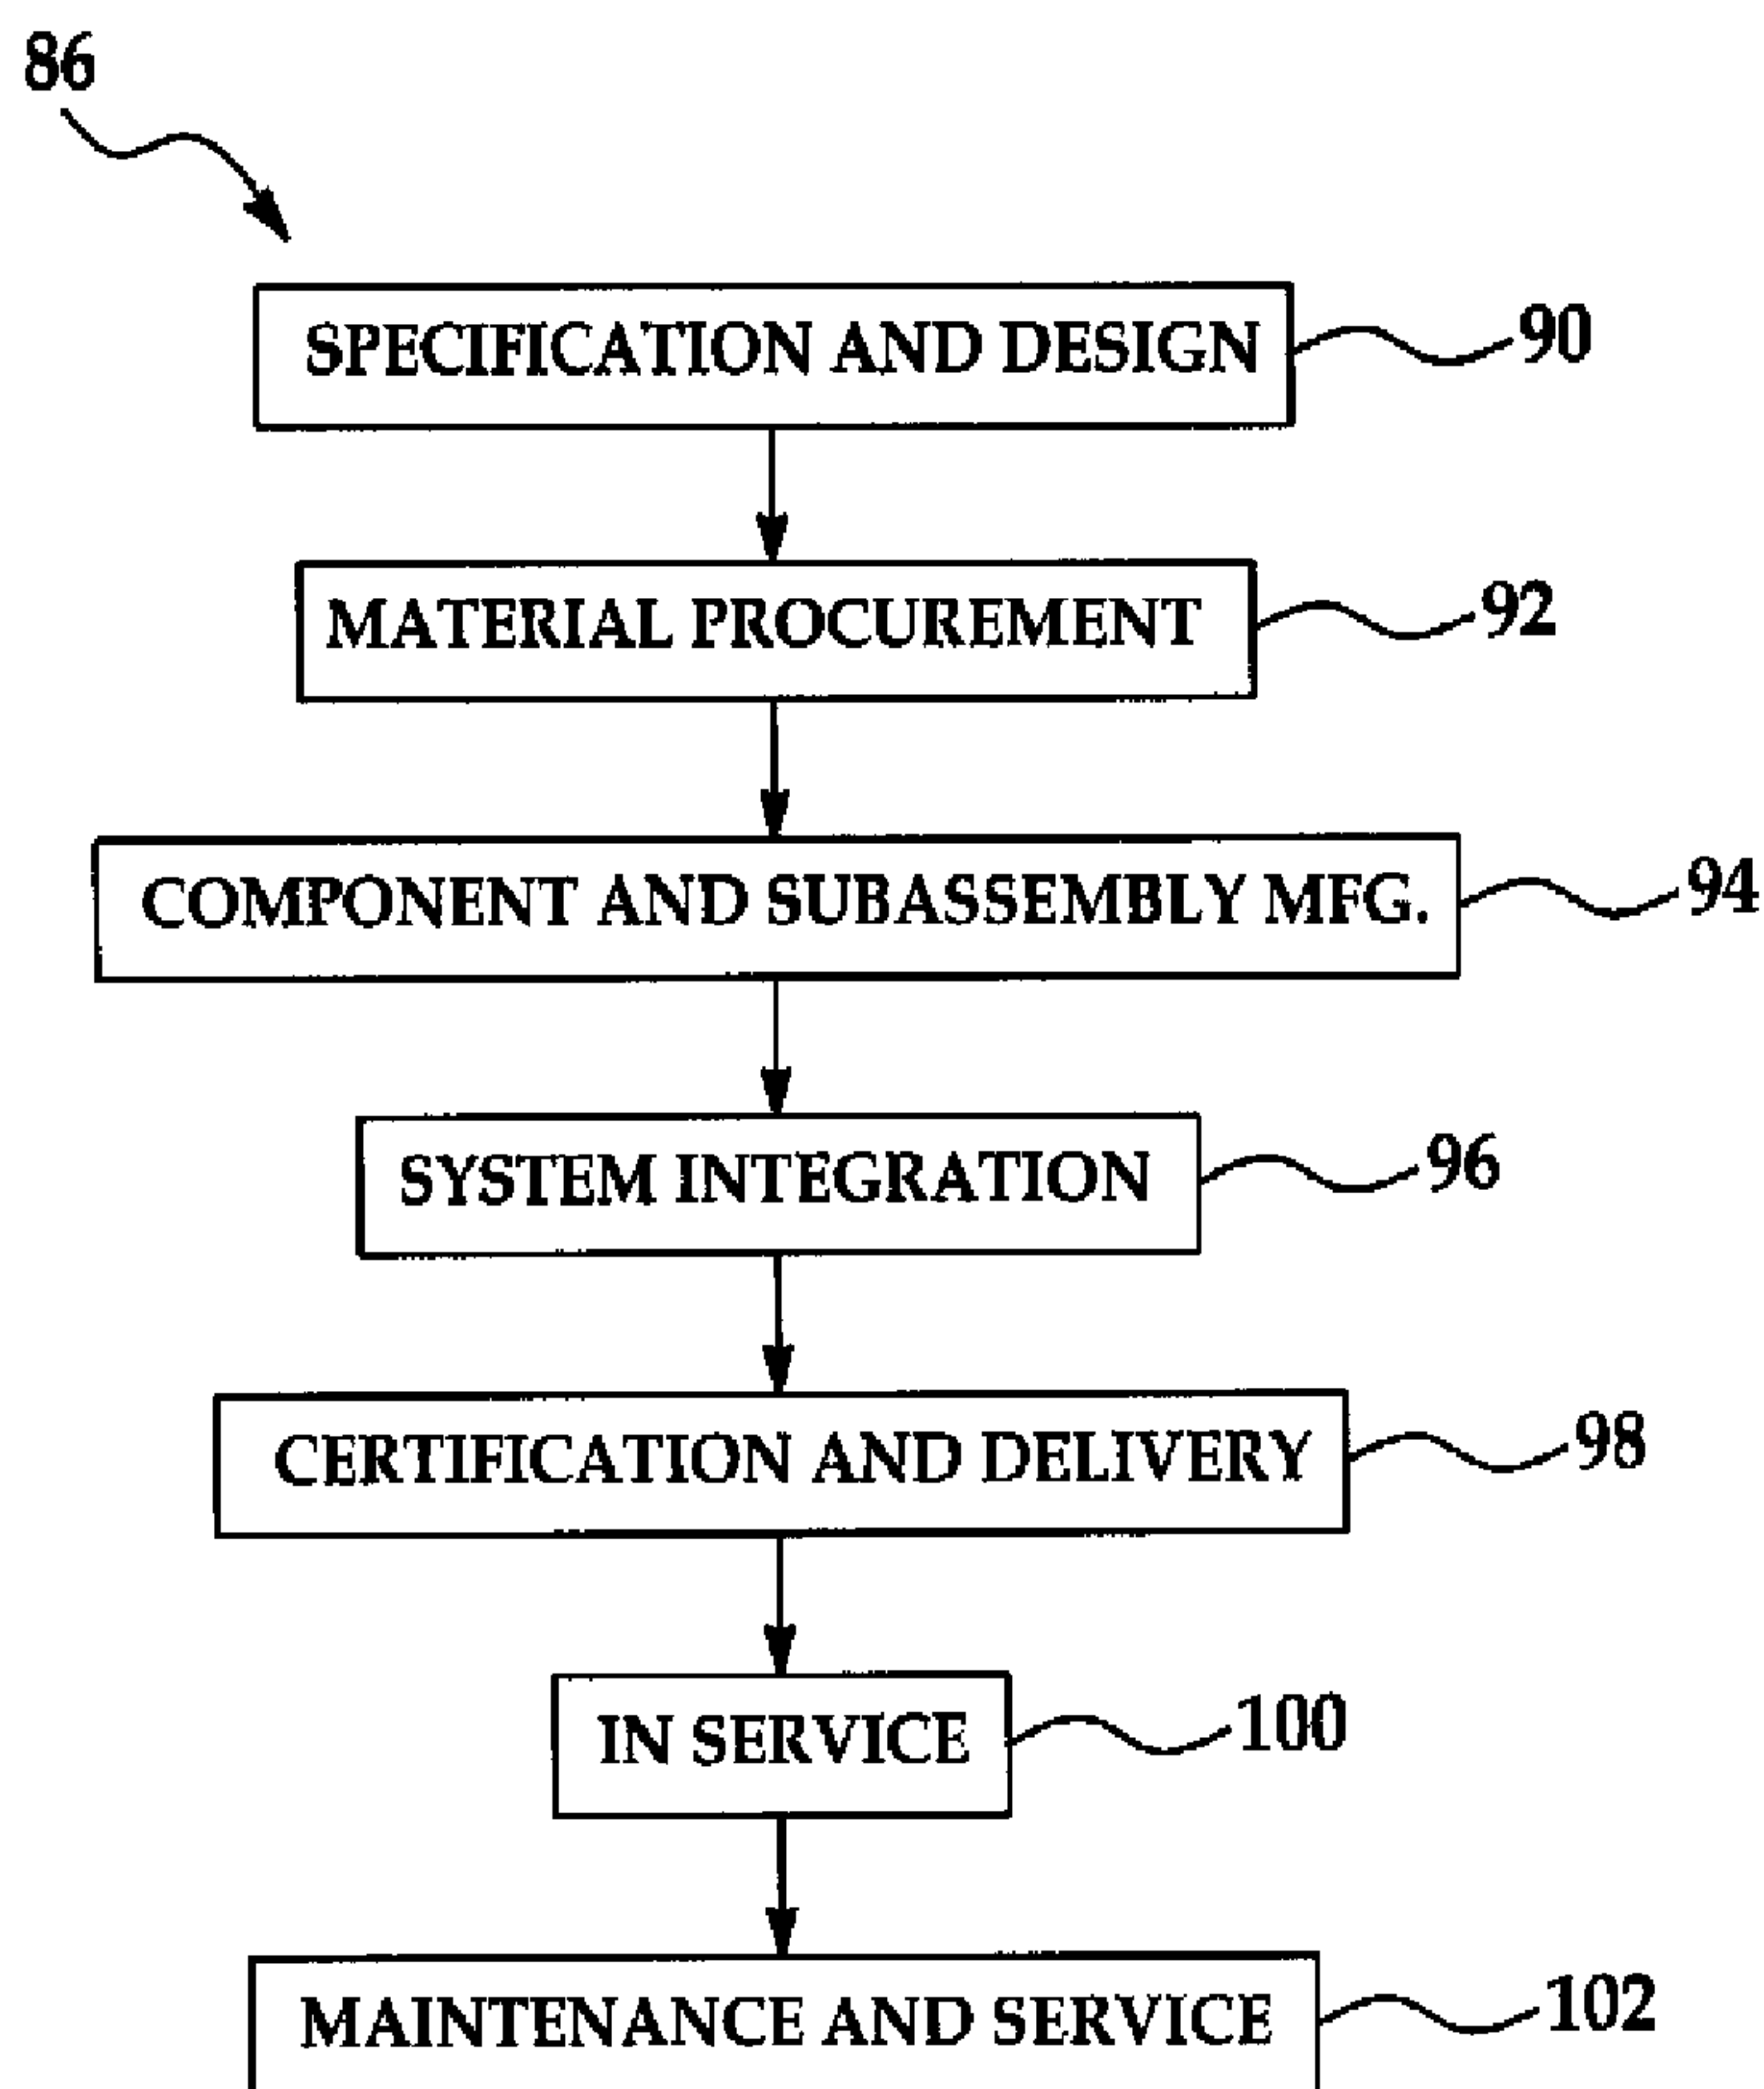 86
SPECIFICATION AND DESIGN 90
MATERIAL PROCUREMENT 92
COMPONENT AND SUBASSEMBLY MFG. 94
SYSTEM INTEGRATION 96
CERTIFICATION AND DELIVERY 98
IN SERVICE 100
MAINTENANCE AND SERVICE 102